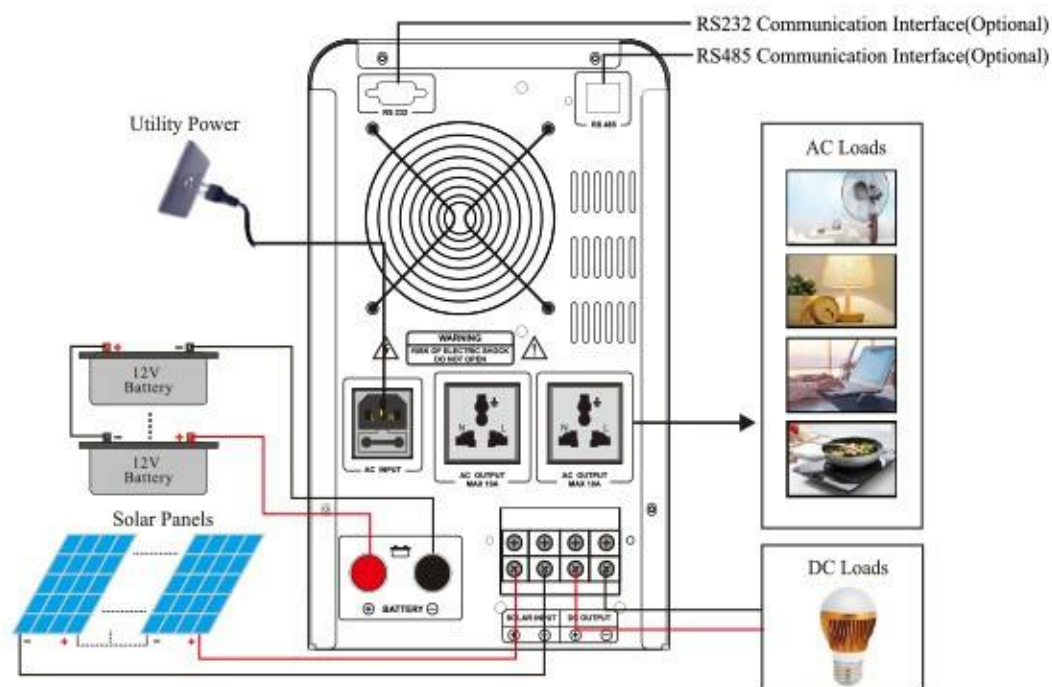 RS232 Communication Interface(Optional)
RS485 Communication Interface(Optional)
RS 232
RS 485
Utility Power
AC Loads
WARNING
RISK OF ELECTRIC SHOCK
DO NOT OPEN
+ −
12V
Battery
− +
12V
Battery
AC INPUT
N L
AC OUTPUT
MAX 10A
N L
AC OUTPUT
MAX 10A
Solar Panels
⊕ BATTERY ⊖
SOLAR INPUT DC OUTPUT
⊕ ⊖ ⊕ ⊖
− + − +
DC Loads